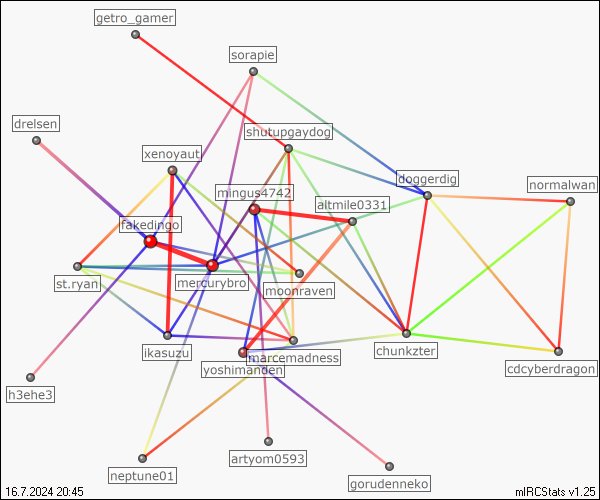 getro_gamer
sorapie
drelsen
shutupgaydog
xenoyaut
doggerdig
normalwan
mingus4742
altmile0331
fakedingo
st.ryan
mercurybro
moonraven
ikasuzu
marcemadness
chunkzter
yoshimanden
cdcyberdragon
h3ehe3
artyom0593
neptune01
gorudenneko
16.7.2024 20:45
mIRCStats v1.25